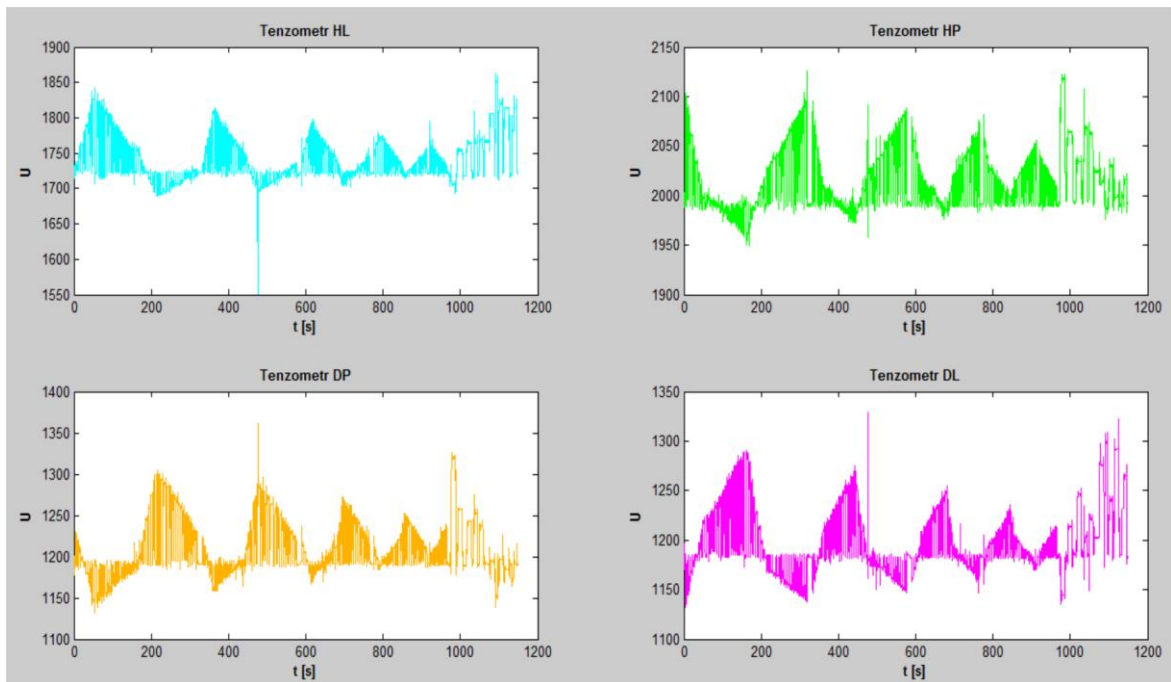 Tenzometr HL
1900
1850
1800
1750
1700
1650
1600
1550
U
0 200 400 600 800 1000 1200
t [s]
Tenzometr HP
2150
2100
2050
2000
1950
1900
U
0 200 400 600 800 1000 1200
t [s]
Tenzometr DP
1400
1350
1300
1250
1200
1150
1100
U
0 200 400 600 800 1000 1200
t [s]
Tenzometr DL
1350
1300
1250
1200
1150
1100
U
0 200 400 600 800 1000 1200
t [s]